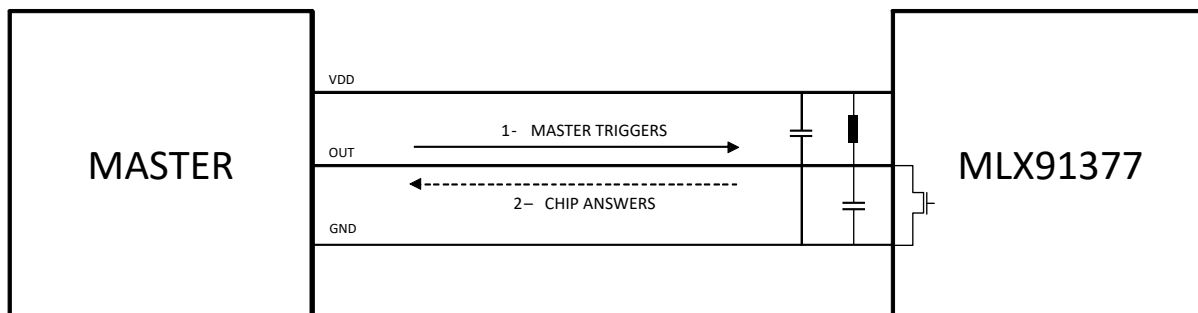 VDD
1- MASTER TRIGGERS
OUT
MASTER
MLX91377
2– CHIP ANSWERS
GND